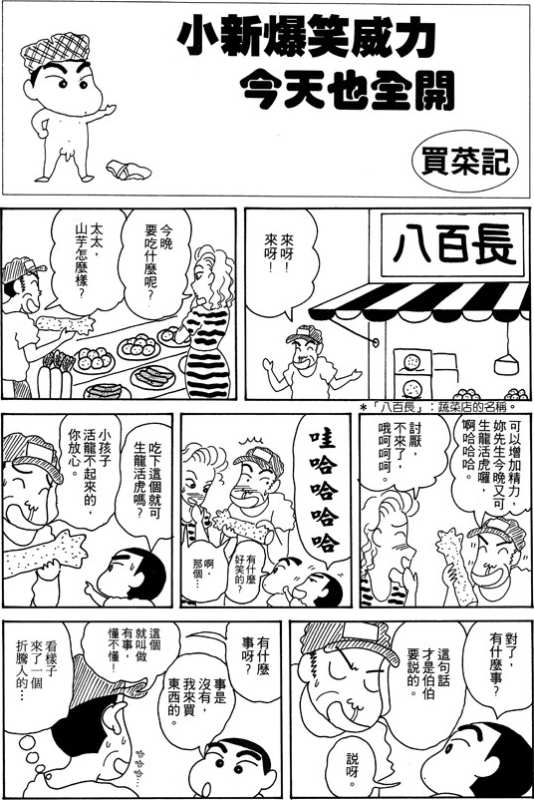 小新爆笑威力
今天也全開
買菜記
八百長
來呀!
來呀!
今晚
要吃什麼呢?
太太,
山芋怎麼樣?
*「八百長」:蔬菜店的名稱。
可以增加精力,
妳先生今晚又可
生龍活虎囉,
啊哈哈哈。
討厭,
不來了,
哦呵呵呵。
哇哈哈哈哈
有什麼
好笑的?
啊,
那個…
吃下這個就可
生龍活虎嗎?
小孩子
活龍不起來的,
你放心。
對了,
有什麼事?
這句話
才是伯伯
要説的。
説呀。
有什麼
事呀?
事是
沒有,
我來買
東西的。
這個
就叫做
有事,
懂不懂!
看樣子
來了一個
折騰人的…